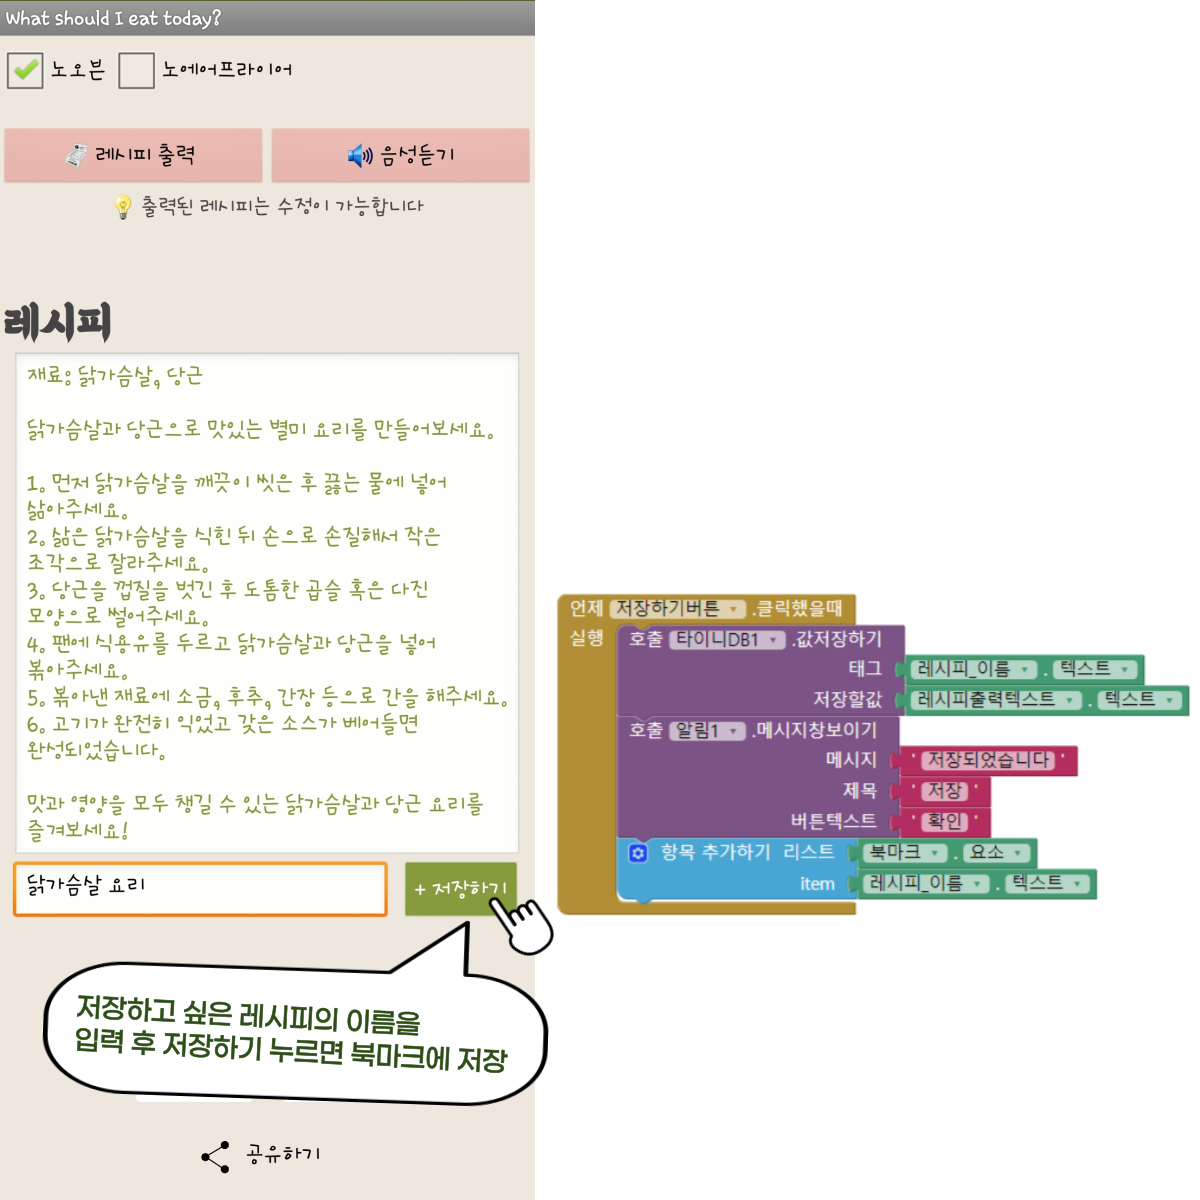 What should I eat today?
노오븐 노에어프라이어
레시피 출력 음성듣기
출력된 레시피는 수정이 가능합니다
레시피
재료: 닭가슴살, 당근
닭가슴살과 당근으로 맛있는 별미 요리를 만들어보세요.
1. 먼저 닭가슴살을 깨끗이 씻은 후 끓는 물에 넣어
삶아주세요.
2. 삶은 닭가슴살을 식힌 뒤 손으로 손질해서 작은
조각으로 잘라주세요.
3. 당근을 껍질을 벗긴 후 도톰한 곱슬 혹은 다진
모양으로 썰어주세요.
4. 팬에 식용유를 두르고 닭가슴살과 당근을 넣어
볶아주세요.
5. 볶아낸 재료에 소금, 후추, 간장 등으로 간을 해주세요.
6. 고기가 완전히 익었고 갖은 소스가 베어들면
완성되었습니다.
맛과 영양을 모두 챙길 수 있는 닭가슴살과 당근 요리를
즐겨보세요!
닭가슴살 요리
+ 저장하기
저장하고 싶은 레시피의 이름을
입력 후 저장하기 누르면 북마크에 저장
공유하기
언제 저장하기버튼 .클릭했을때
실행 호출 타이니DB1 .값저장하기
태그 레시피_이름 . 텍스트
저장할값 레시피출력텍스트 . 텍스트
호출 알림1 .메시지창보이기
메시지 ' 저장되었습니다 '
제목 ' 저장 '
버튼텍스트 ' 확인 '
항목 추가하기 리스트 북마크 . 요소
item 레시피_이름 . 텍스트